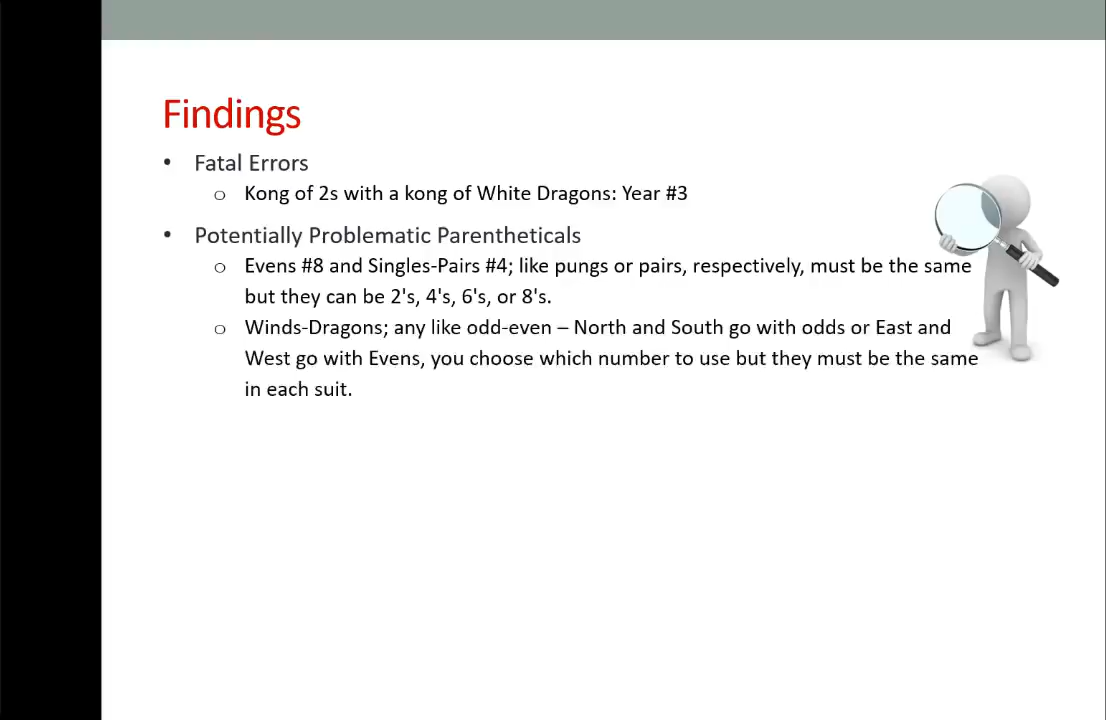 Findings
• Fatal Errors
o Kong of 2s with a kong of White Dragons: Year #3
• Potentially Problematic Parentheticals
o Evens #8 and Singles-Pairs #4; like pungs or pairs, respectively, must be the same
but they can be 2's, 4's, 6's, or 8's.
o Winds-Dragons; any like odd-even – North and South go with odds or East and
West go with Evens, you choose which number to use but they must be the same
in each suit.